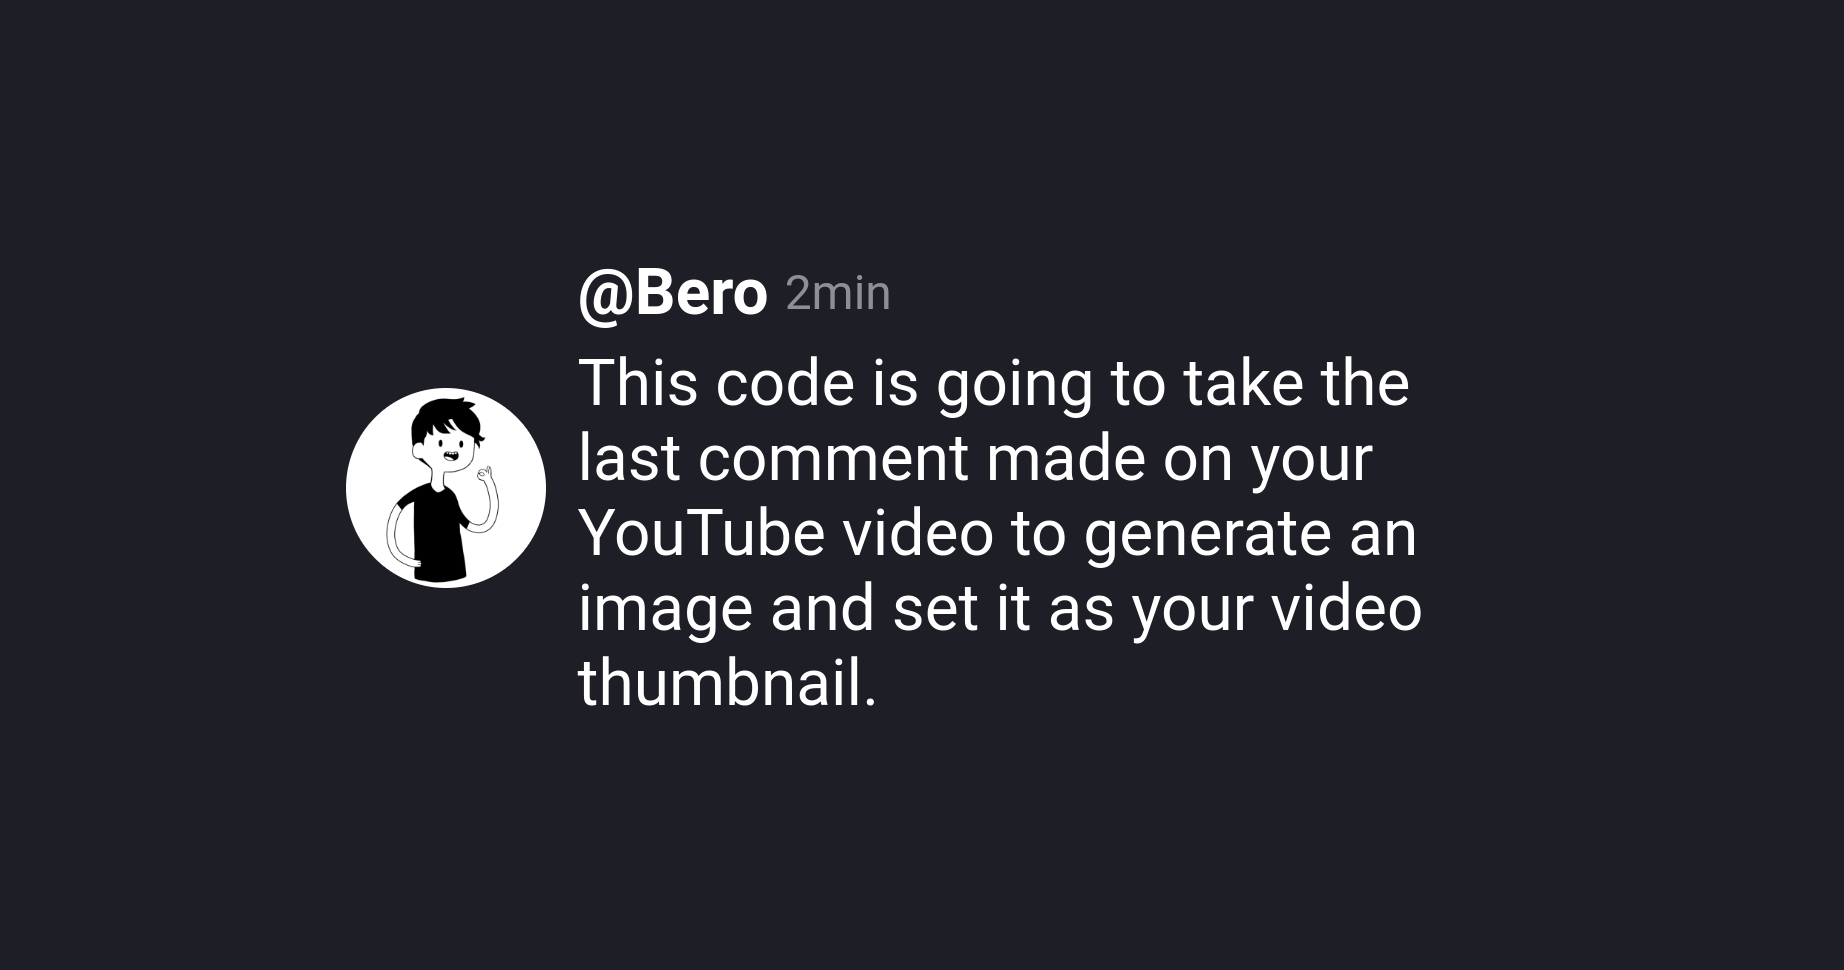 @Bero 2min
This code is going to take the
last comment made on your
YouTube video to generate an
image and set it as your video
thumbnail.